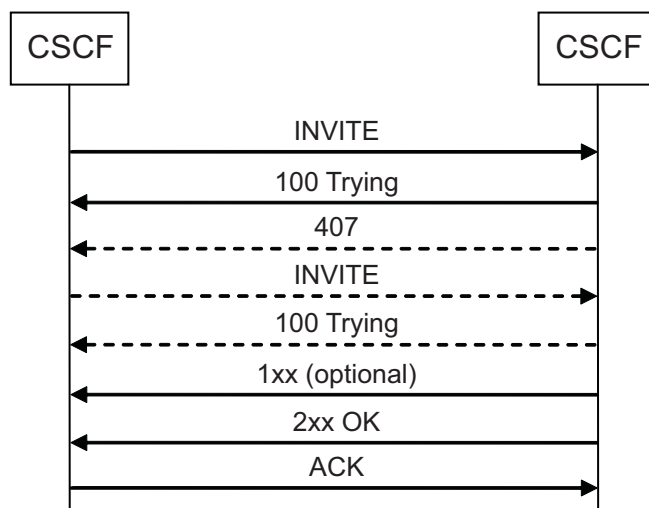 CSCF
CSCF
INVITE
100 Trying
407
INVITE
100 Trying
1xx (optional)
2xx OK
ACK